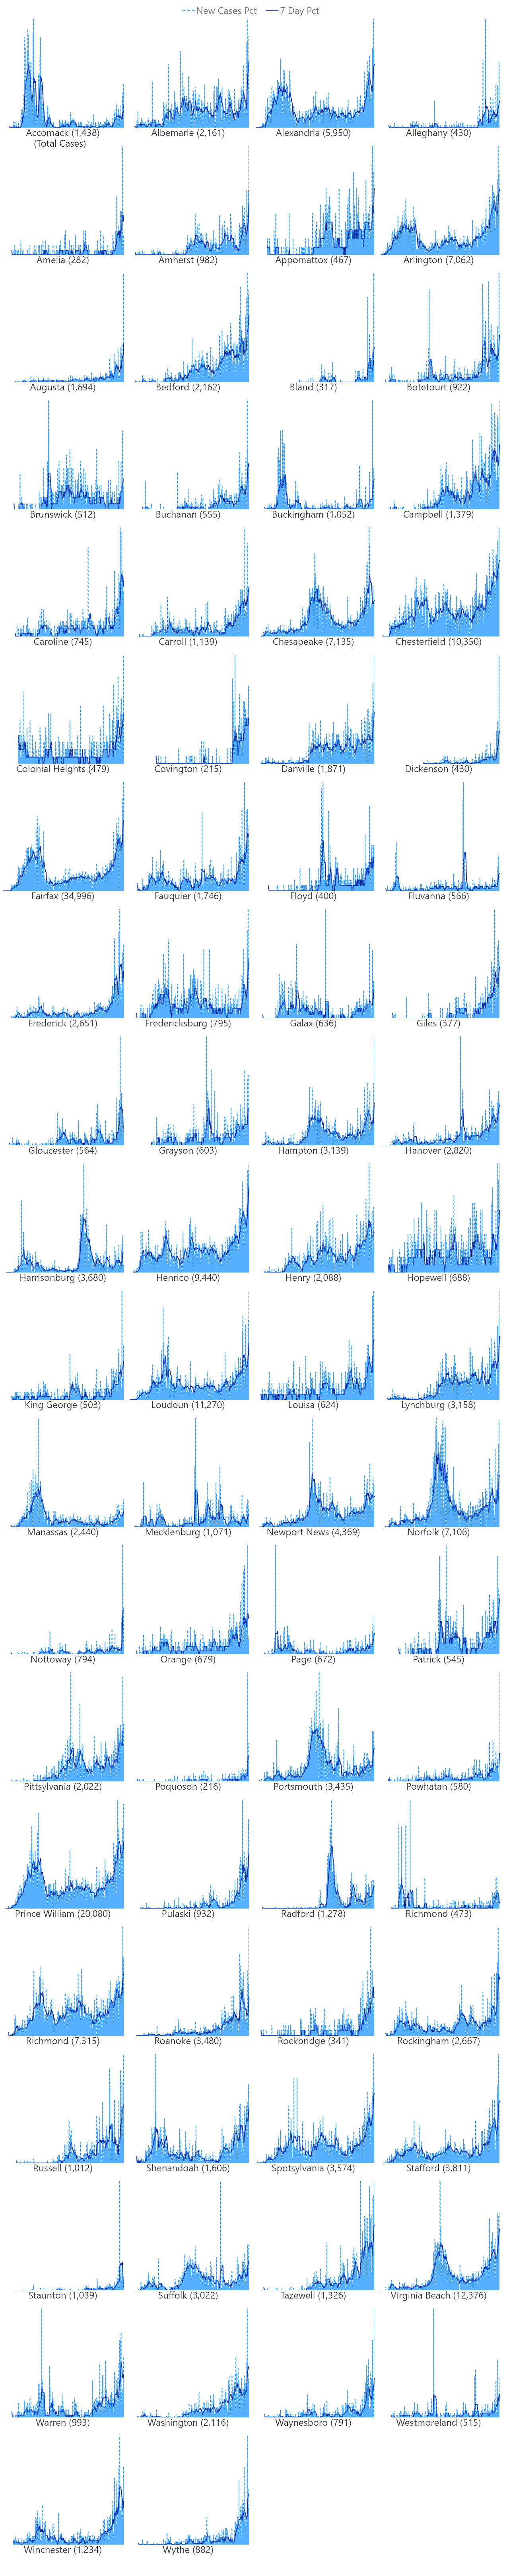 New Cases Pct 7 Day Pct
Accomack (1,438) Albemarle (2,161) Alexandria (5,950) Alleghany (430)
(Total Cases)
Amelia (282) Amherst (982) Appomattox (467) Arlington (7,062)
Augusta (1,694) Bedford (2,162) Bland (317) Botetourt (922)
Brunswick (512) Buchanan (555) Buckingham (1,052) Campbell (1,379)
Caroline (745) Carroll (1,139) Chesapeake (7,135) Chesterfield (10,350)
Colonial Heights (479) Covington (215) Danville (1,871) Dickenson (430)
Fairfax (34,996) Fauquier (1,746) Floyd (400) Fluvanna (566)
Frederick (2,651) Fredericksburg (795) Galax (636) Giles (377)
Gloucester (564) Grayson (603) Hampton (3,139) Hanover (2,820)
Harrisonburg (3,680) Henrico (9,440) Henry (2,088) Hopewell (688)
King George (503) Loudoun (11,270) Louisa (624) Lynchburg (3,158)
Manassas (2,440) Mecklenburg (1,071) Newport News (4,369) Norfolk (7,106)
Nottoway (794) Orange (679) Page (672) Patrick (545)
Pittsylvania (2,022) Poquoson (216) Portsmouth (3,435) Powhatan (580)
Prince William (20,080) Pulaski (932) Radford (1,278) Richmond (473)
Richmond (7,315) Roanoke (3,480) Rockbridge (341) Rockingham (2,667)
Russell (1,012) Shenandoah (1,606) Spotsylvania (3,574) Stafford (3,811)
Staunton (1,039) Suffolk (3,022) Tazewell (1,326) Virginia Beach (12,376)
Warren (993) Washington (2,116) Waynesboro (791) Westmoreland (515)
Winchester (1,234) Wythe (882)